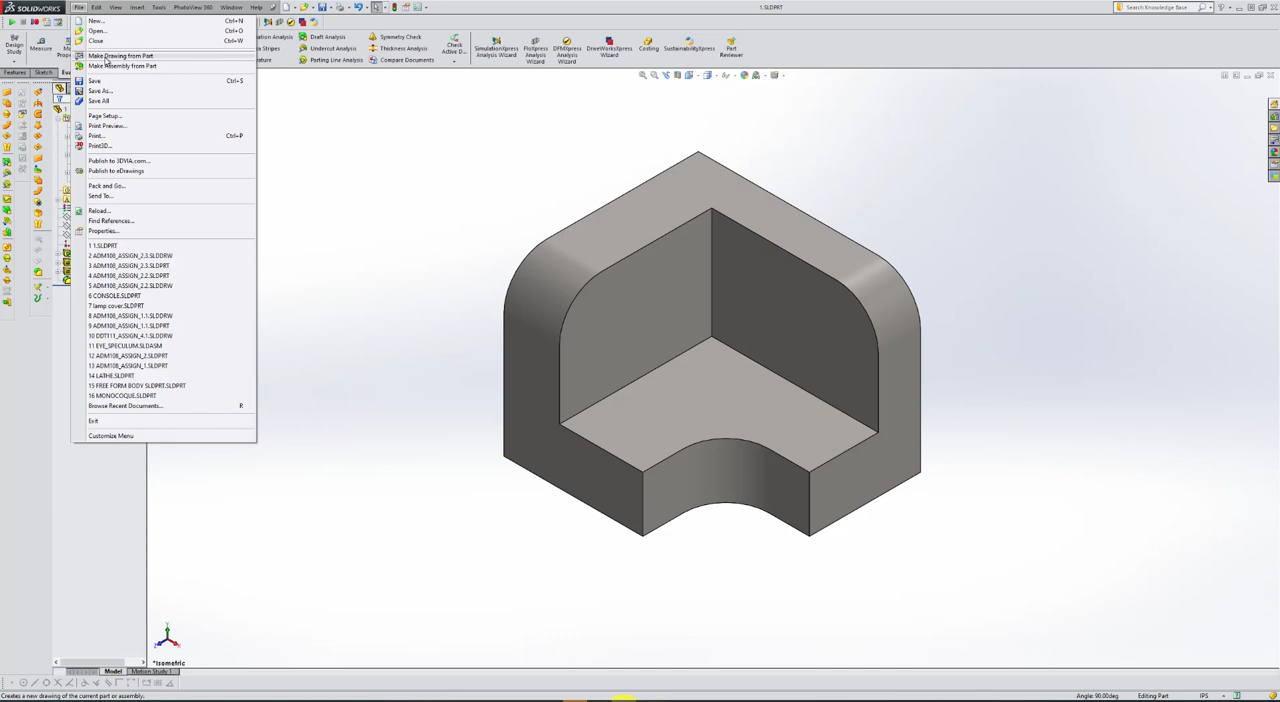 SOLIDWORKS File Edit View Insert Tools PhotoView 360 Window Help 1.SLDPRT Search Knowledge Base
Design Study
Measure
Draft Analysis Symmetry Check
Undercut Analysis Thickness Analysis
Parting Line Analysis Compare Documents
Check Active D...
SimulationXpress Analysis Wizard
FloXpress Analysis Wizard
DFMXpress Analysis Wizard
DriveWorksXpress Wizard
Costing
SustainabilityXpress
Part Reviewer
Features Sketch
New... Ctrl+N
Open... Ctrl+O
Close Ctrl+W
Make Drawing from Part
Make Assembly from Part
Save Ctrl+S
Save As...
Save All
Page Setup...
Print Preview...
Print... Ctrl+P
Print3D...
Publish to 3DVIA.com...
Publish to eDrawings
Pack and Go...
Send To...
Reload...
Find References...
Properties...
1 1.SLDPRT
2 ADM108_ASSIGN_2.3.SLDDRW
3 ADM108_ASSIGN_2.3.SLDPRT
4 ADM108_ASSIGN_2.2.SLDPRT
5 ADM108_ASSIGN_2.2.SLDDRW
6 CONSOLE.SLDPRT
7 lamp cover.SLDPRT
8 ADM108_ASSIGN_1.1.SLDDRW
9 ADM108_ASSIGN_1.1.SLDPRT
10 DDT111_ASSIGN_4.1.SLDDRW
11 EYE_SPECULUM.SLDASM
12 ADM108_ASSIGN_2.SLDPRT
13 ADM108_ASSIGN_1.SLDPRT
14 LATHE.SLDPRT
15 FREE FORM BODY SLDPRT.SLDPRT
16 MONOCOQUE.SLDPRT
Browse Recent Documents... R
Exit
Customize Menu
Y
*Isometric
Model Motion Study 1
Creates a new drawing of the current part or assembly. Angle: 90.00deg Editing Part IPS